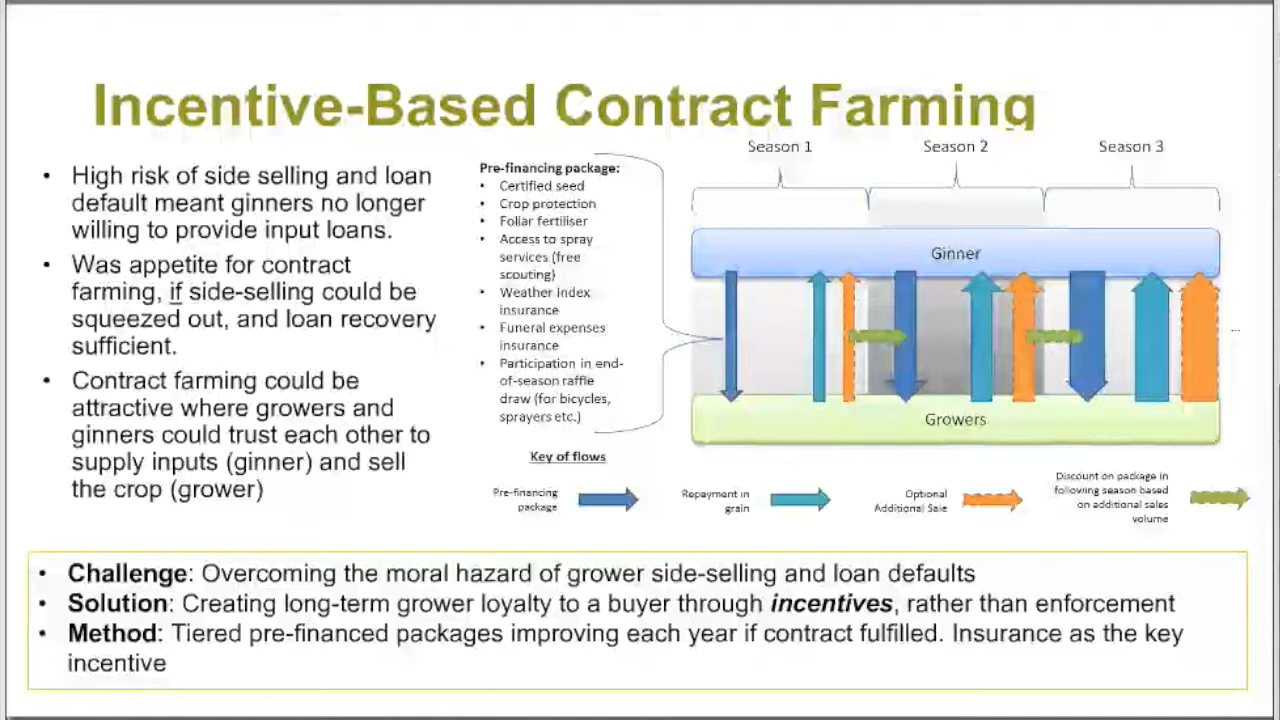 Incentive-Based Contract Farming
• High risk of side selling and loan
default meant ginners no longer
willing to provide input loans.
• Was appetite for contract
farming, if side-selling could be
squeezed out, and loan recovery
sufficient.
• Contract farming could be
attractive where growers and
ginners could trust each other to
supply inputs (ginner) and sell
the crop (grower)
Pre-financing package:
• Certified seed
• Crop protection
• Foliar fertiliser
• Access to spray
services (free
scouting)
• Weather index
insurance
• Funeral expenses
insurance
• Participation in end-
of-season raffle
draw (for bicycles,
sprayers etc.)
Season 1
Season 2
Season 3
Ginner
...
Growers
Key of flows
Pre-financing
package
Repayment in
grain
Optional
Additional Sale
Discount on package in
following season based
on additional sales
volume
• Challenge: Overcoming the moral hazard of grower side-selling and loan defaults
• Solution: Creating long-term grower loyalty to a buyer through incentives, rather than enforcement
• Method: Tiered pre-financed packages improving each year if contract fulfilled. Insurance as the key
incentive